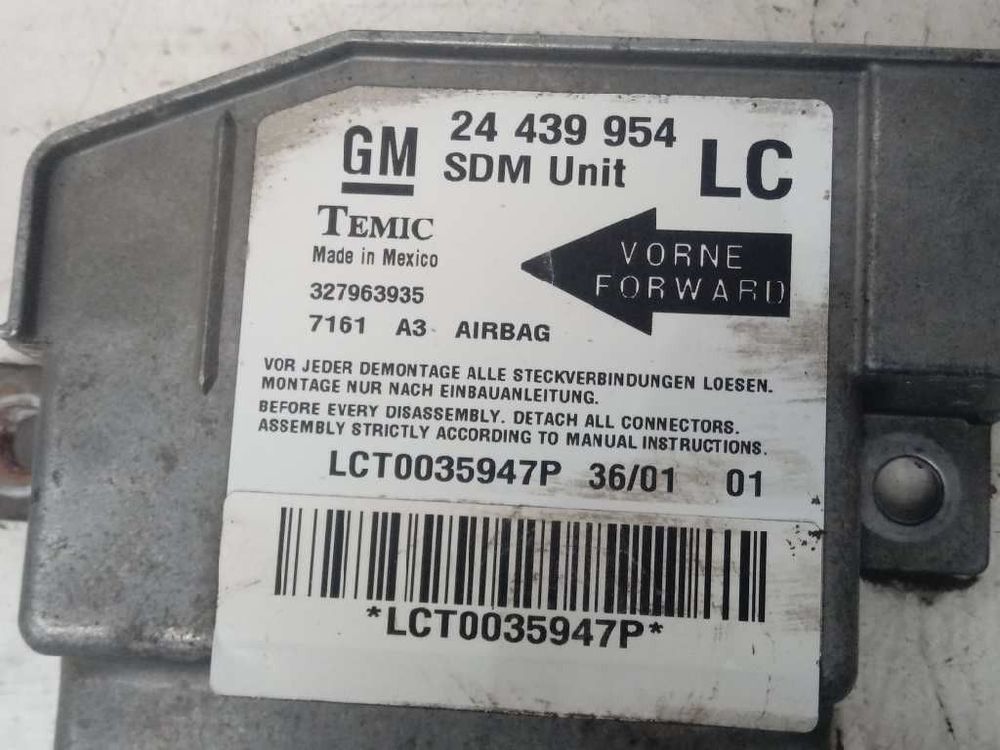 GM
24 439 954
SDM Unit
LC
TEMIC
Made in Mexico
327963935
7161 A3 AIRBAG
VORNE
FORWARD
VOR JEDER DEMONTAGE ALLE STECKVERBINDUNGEN LOESEN.
MONTAGE NUR NACH EINBAUANLEITUNG.
BEFORE EVERY DISASSEMBLY. DETACH ALL CONNECTORS.
ASSEMBLY STRICTLY ACCORDING TO MANUAL INSTRUCTIONS.
LCT0035947P 36/01 01
*LCT0035947P*